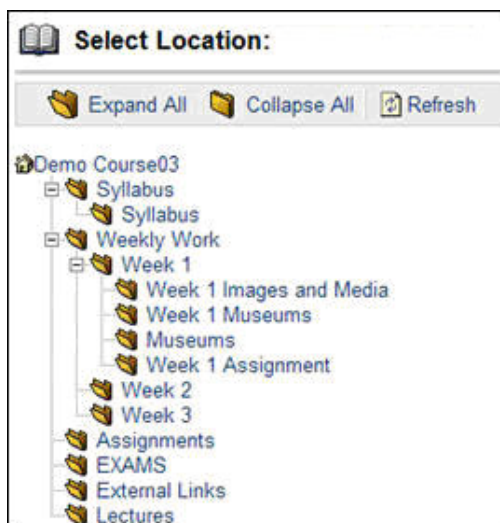 Select Location:
Expand All Collapse All Refresh
Demo Course03
Syllabus
Syllabus
Weekly Work
Week 1
Week 1 Images and Media
Week 1 Museums
Museums
Week 1 Assignment
Week 2
Week 3
Assignments
EXAMS
External Links
Lectures